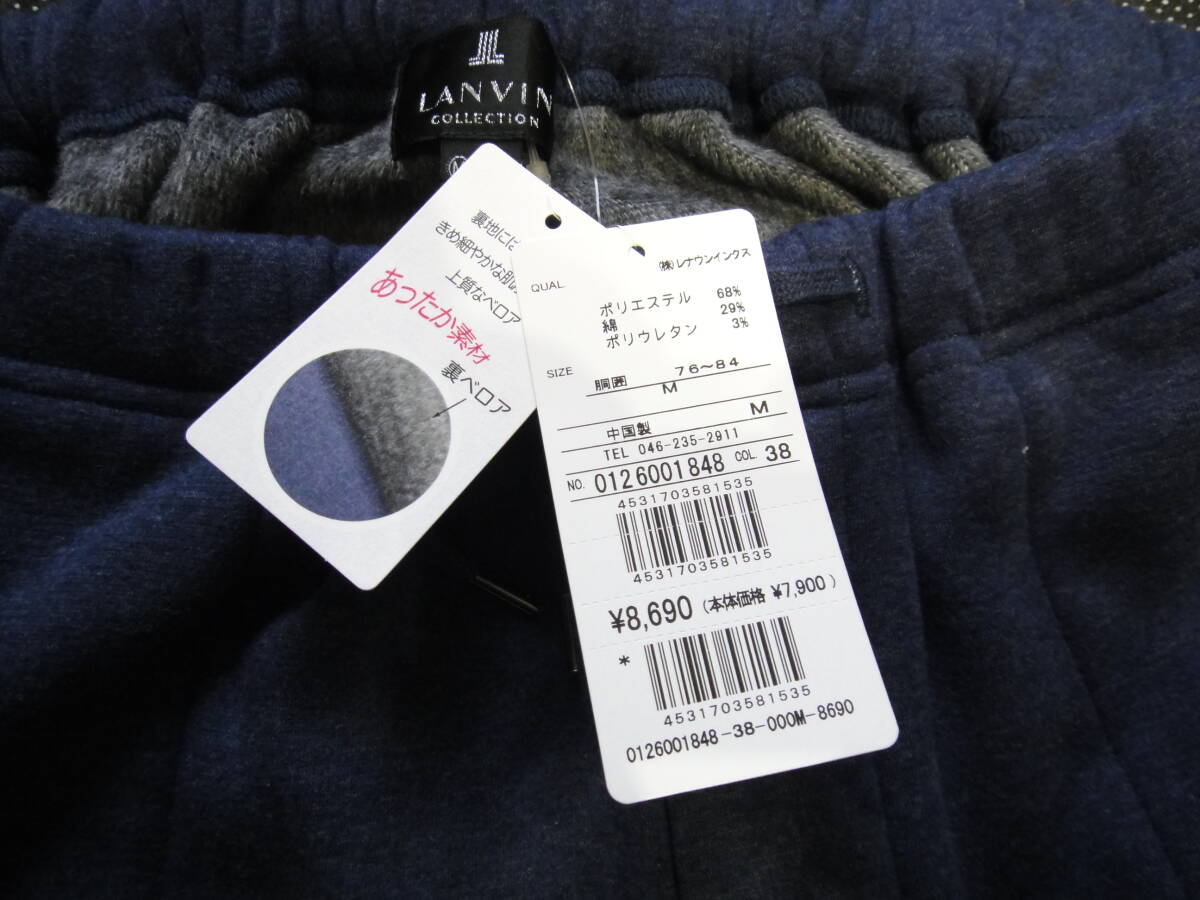 LANVIN
COLLECTION
M
裏地には
きめ細やかな肌
上質なベロア
あったか素材
裏ベロア
(株)レナウンインクス
QUAL
ポリエステル 68%
綿 29%
ポリウレタン 3%
SIZE
胴囲 76~84
M
M
中国製
TEL 046-235-2911
NO. 0126001848 COL. 38
4531703581535
4531703581535
¥8,690 (本体価格 ¥7,900)
*
4531703581535
0126001848-38-000M-8690